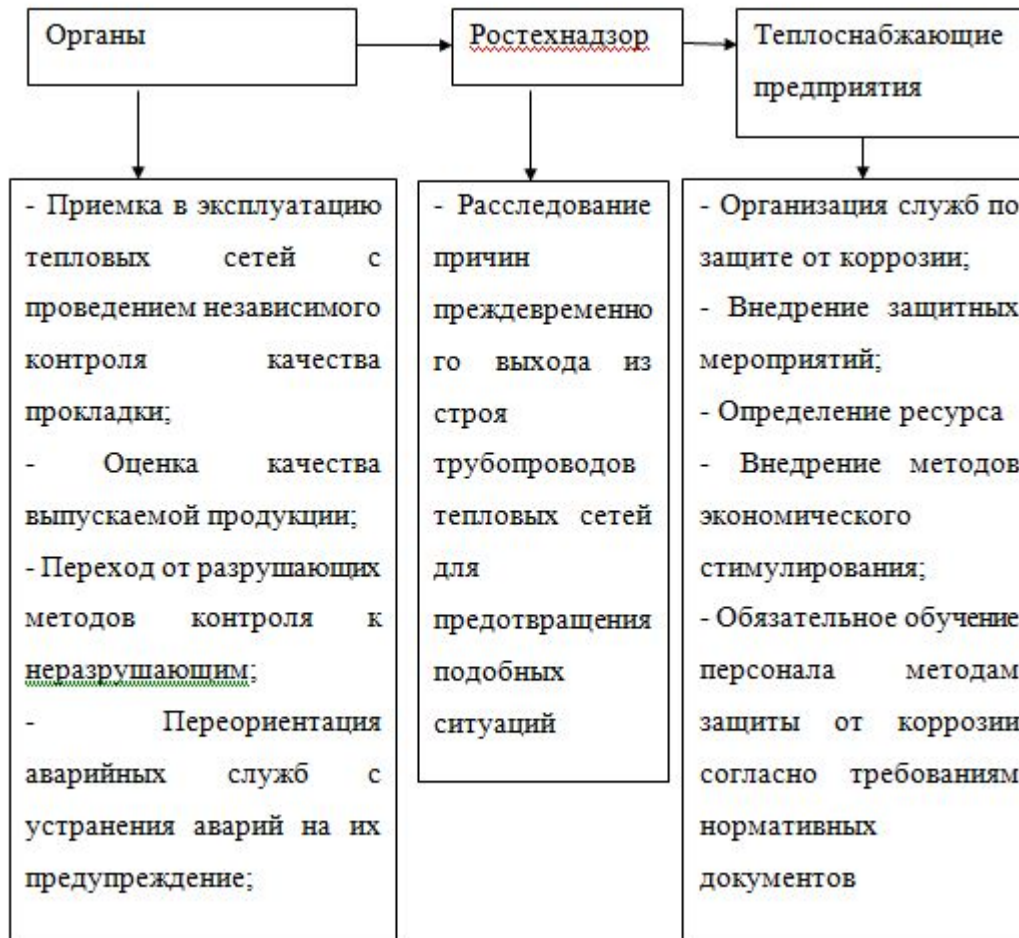 Органы
Ростехнадзор
Теплоснабжающие
предприятия
- Приемка в эксплуатацию
тепловых сетей с
проведением независимого
контроля качества
прокладки;
- Оценка качества
выпускаемой продукции;
- Переход от разрушающих
методов контроля к
неразрушающим;
- Переориентация
аварийных служб с
устранения аварий на их
предупреждение;
- Расследование
причин
преждевременно
го выхода из
строя
трубопроводов
тепловых сетей
для
предотвращения
подобных
ситуаций
- Организация служб по
защите от коррозии;
- Внедрение защитных
мероприятий;
- Определение ресурса
- Внедрение методов
экономического
стимулирования;
- Обязательное обучение
персонала методам
защиты от коррозии
согласно требованиям
нормативных
документов